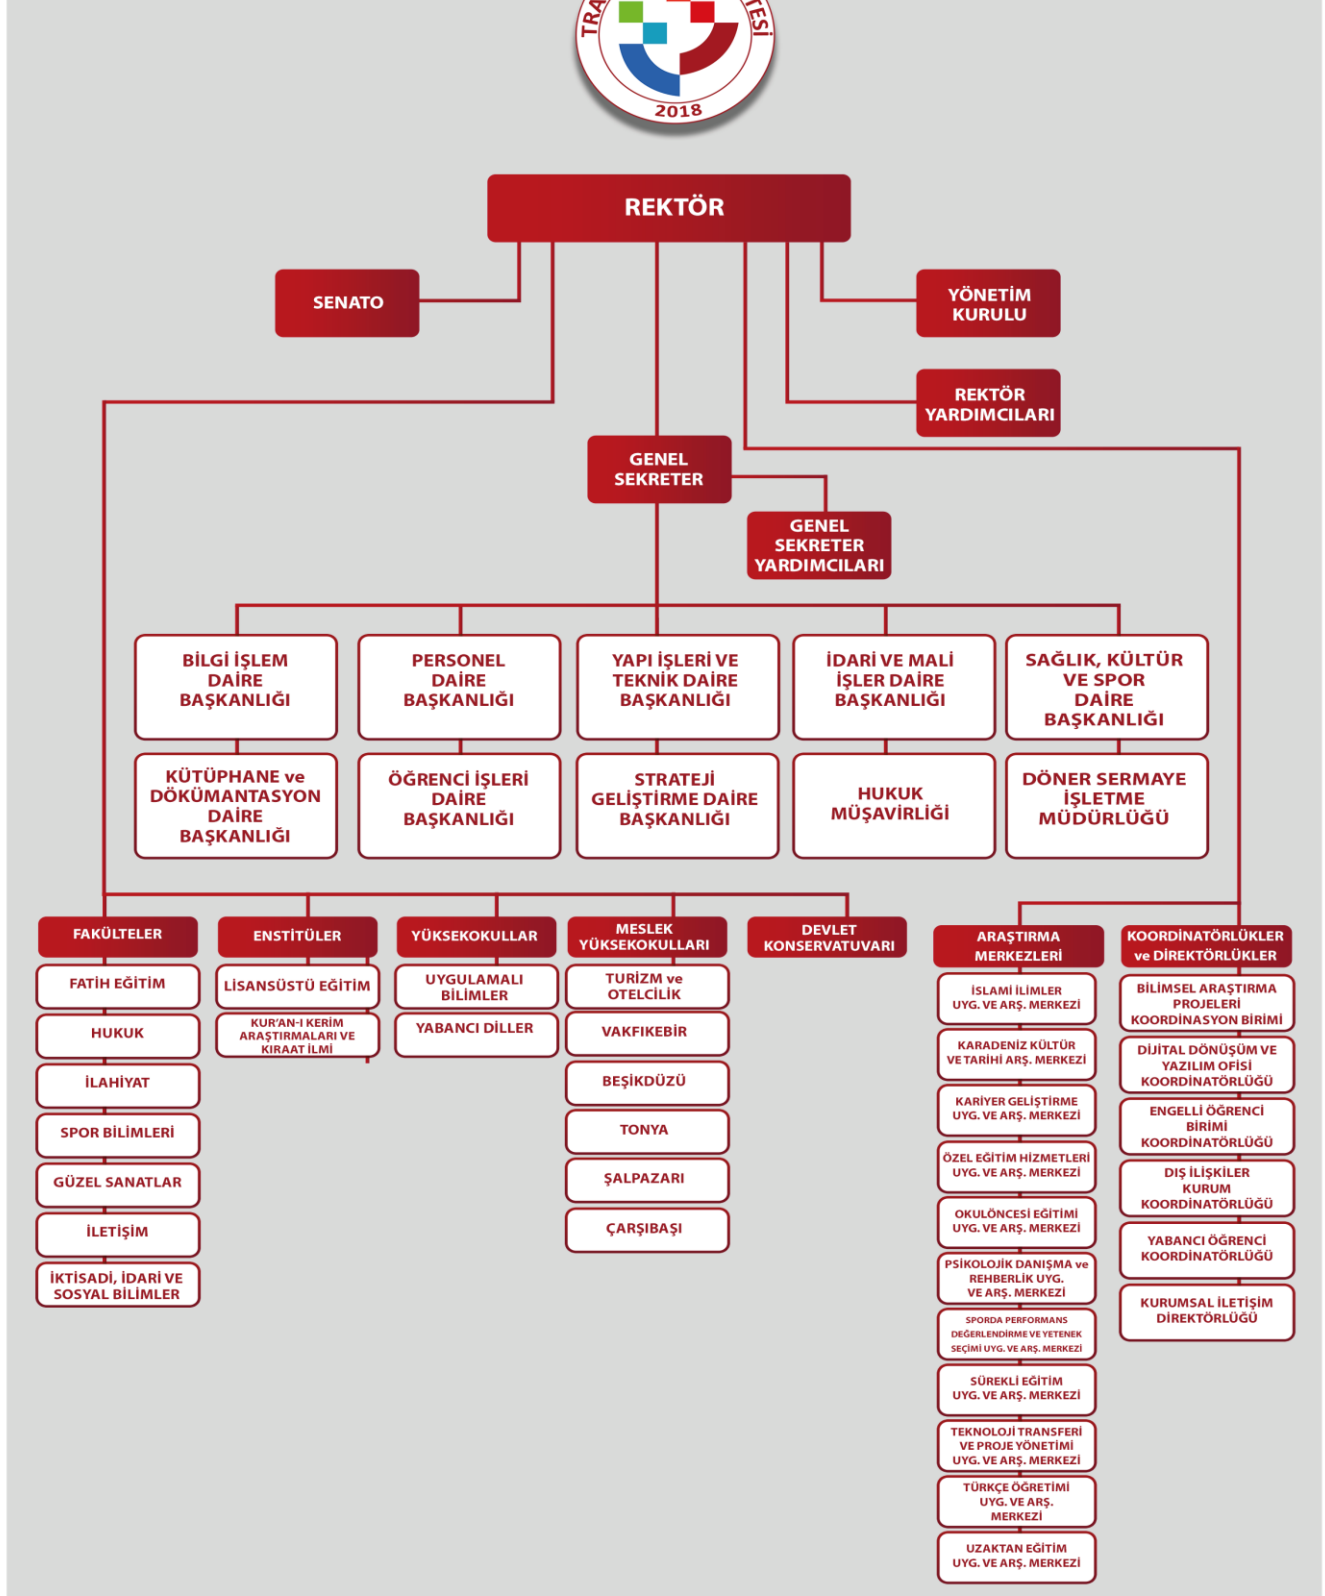 2018
REKTÖR
SENATO
YÖNETİM
KURULU
REKTÖR
YARDIMCILARI
GENEL
SEKRETER
GENEL
SEKRETER
YARDIMCILARI
BİLGİ İŞLEM
DAİRE
BAŞKANLIĞI
PERSONEL
DAİRE
BAŞKANLIĞI
YAPI İŞLERİ VE
TEKNİK DAİRE
BAŞKANLIĞI
İDARİ VE MALİ
İŞLER DAİRE
BAŞKANLIĞI
SAĞLIK, KÜLTÜR
VE SPOR
DAİRE
BAŞKANLIĞI
KÜTÜPHANE ve
DÖKÜMANTASYON
DAİRE
BAŞKANLIĞI
ÖĞRENCİ İŞLERİ
DAİRE
BAŞKANLIĞI
STRATEJİ
GELİŞTİRME DAİRE
BAŞKANLIĞI
HUKUK
MÜŞAVİRLİĞİ
DÖNER SERMAYE
İŞLETME
MÜDÜRLÜĞÜ
FAKÜLTELER
FATİH EĞİTİM
HUKUK
İLAHİYAT
SPOR BİLİMLERİ
GÜZEL SANATLAR
İLETİŞİM
İKTİSADİ, İDARİ VE
SOSYAL BİLİMLER
ENSTİTÜLER
LİSANSÜSTÜ EĞİTİM
KUR'AN-I KERİM
ARAŞTIRMALARI VE
KIRAAT İLMİ
YÜKSEKOKULLAR
UYGULAMALI
BİLİMLER
YABANCI DİLLER
MESLEK
YÜKSEKOKULLARI
TURİZM ve
OTELCİLİK
VAKFIKEBİR
BEŞİKDÜZÜ
TONYA
ŞALPAZARI
ÇARŞIBAŞI
DEVLET
KONSERVATUVARI
ARAŞTIRMA
MERKEZLERİ
İSLAMİ İLİMLER
UYG. VE ARŞ. MERKEZİ
KARADENİZ KÜLTÜR
VE TARİHİ ARŞ. MERKEZİ
KARİYER GELİŞTİRME
UYG. VE ARŞ. MERKEZİ
ÖZEL EĞİTİM HİZMETLERİ
UYG. VE ARŞ. MERKEZİ
OKULÖNCESİ EĞİTİMİ
UYG. VE ARŞ. MERKEZİ
PSİKOLOJİK DANIŞMA ve
REHBERLİK UYG.
VE ARŞ. MERKEZİ
SPORDA PERFORMANS
DEĞERLENDİRME VE YETENEK
SEÇİMİ UYG. VE ARŞ. MERKEZİ
SÜREKLİ EĞİTİM
UYG. VE ARŞ. MERKEZİ
TEKNOLOJİ TRANSFERİ
VE PROJE YÖNETİMİ
UYG. VE ARŞ. MERKEZİ
TÜRKÇE ÖĞRETİMİ
UYG. VE ARŞ.
MERKEZİ
UZAKTAN EĞİTİM
UYG. VE ARŞ. MERKEZİ
KOORDİNATÖRLÜKLER
ve DİREKTÖRLÜKLER
BİLİMSEL ARAŞTIRMA
PROJELERİ
KOORDİNASYON BİRİMİ
DİJİTAL DÖNÜŞÜM VE
YAZILIM OFİSİ
KOORDİNATÖRLÜĞÜ
ENGELLİ ÖĞRENCİ
BİRİMİ
KOORDİNATÖRLÜĞÜ
DIŞ İLİŞKİLER
KURUM
KOORDİNATÖRLÜĞÜ
YABANCI ÖĞRENCİ
KOORDİNATÖRLÜĞÜ
KURUMSAL İLETİŞİM
DİREKTÖRLÜĞÜ